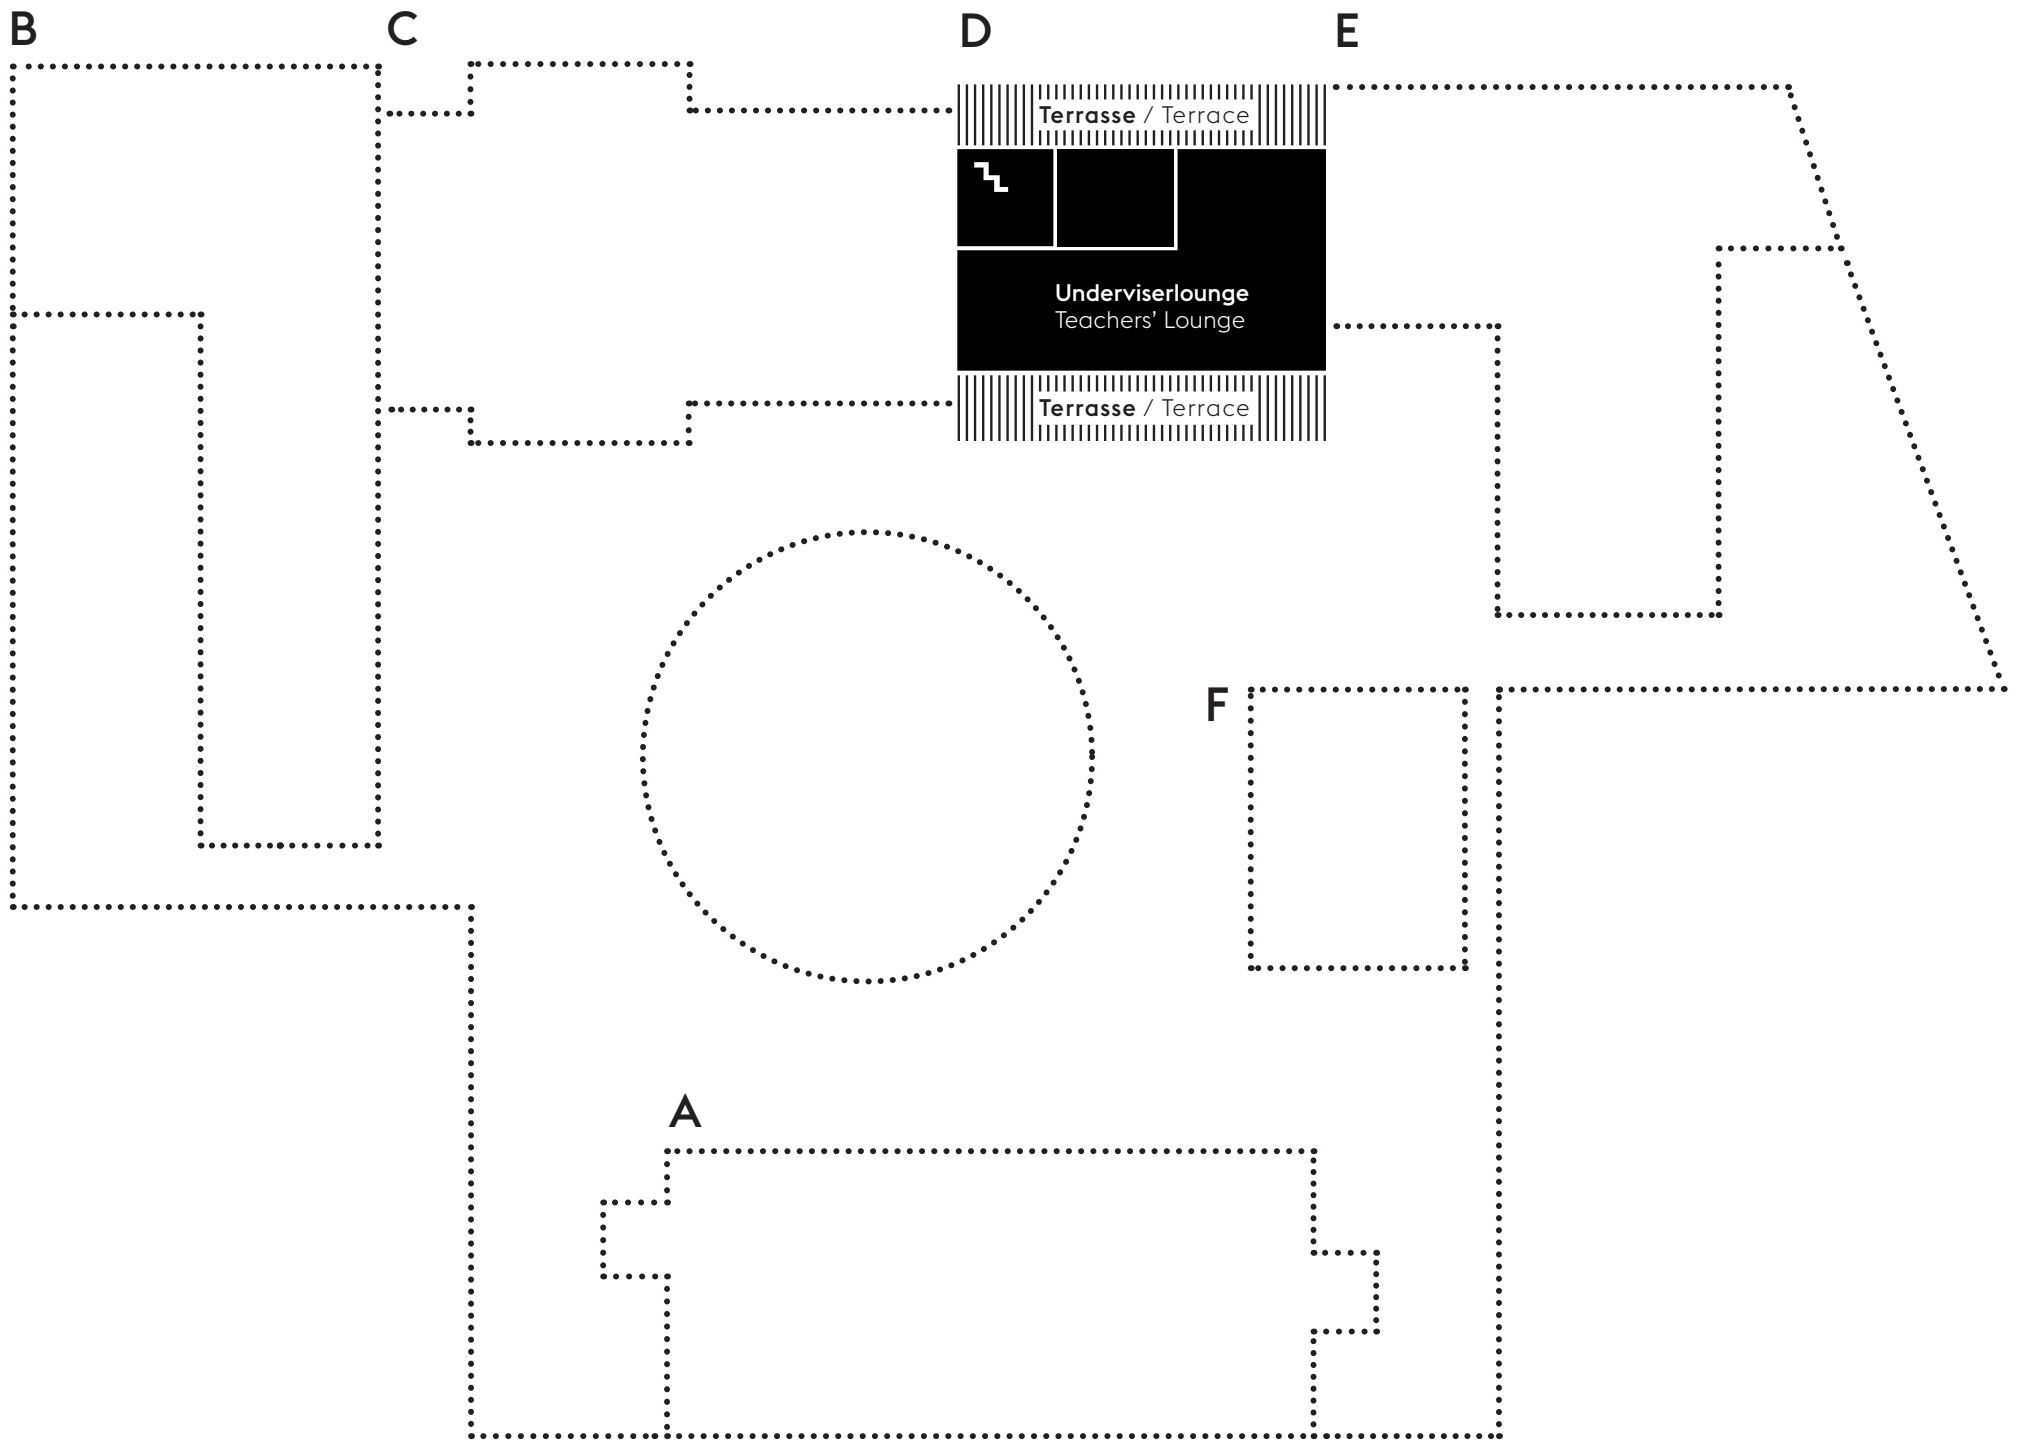 B
C
D
E
Terrasse / Terrace
Underviserlounge
Teachers’ Lounge
Terrasse / Terrace
F
A